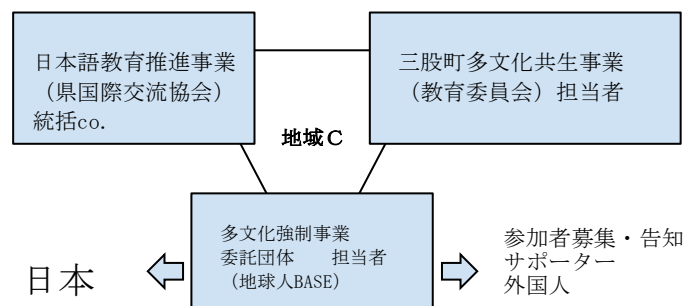 日本語教育推進事業
（県国際交流協会）
統括co.
三股町多文化共生事業
（教育委員会）担当者
地域C
多文化強制事業
委託団体　　担当者
（地球人BASE）
日本
参加者募集・告知
サポーター
外国人